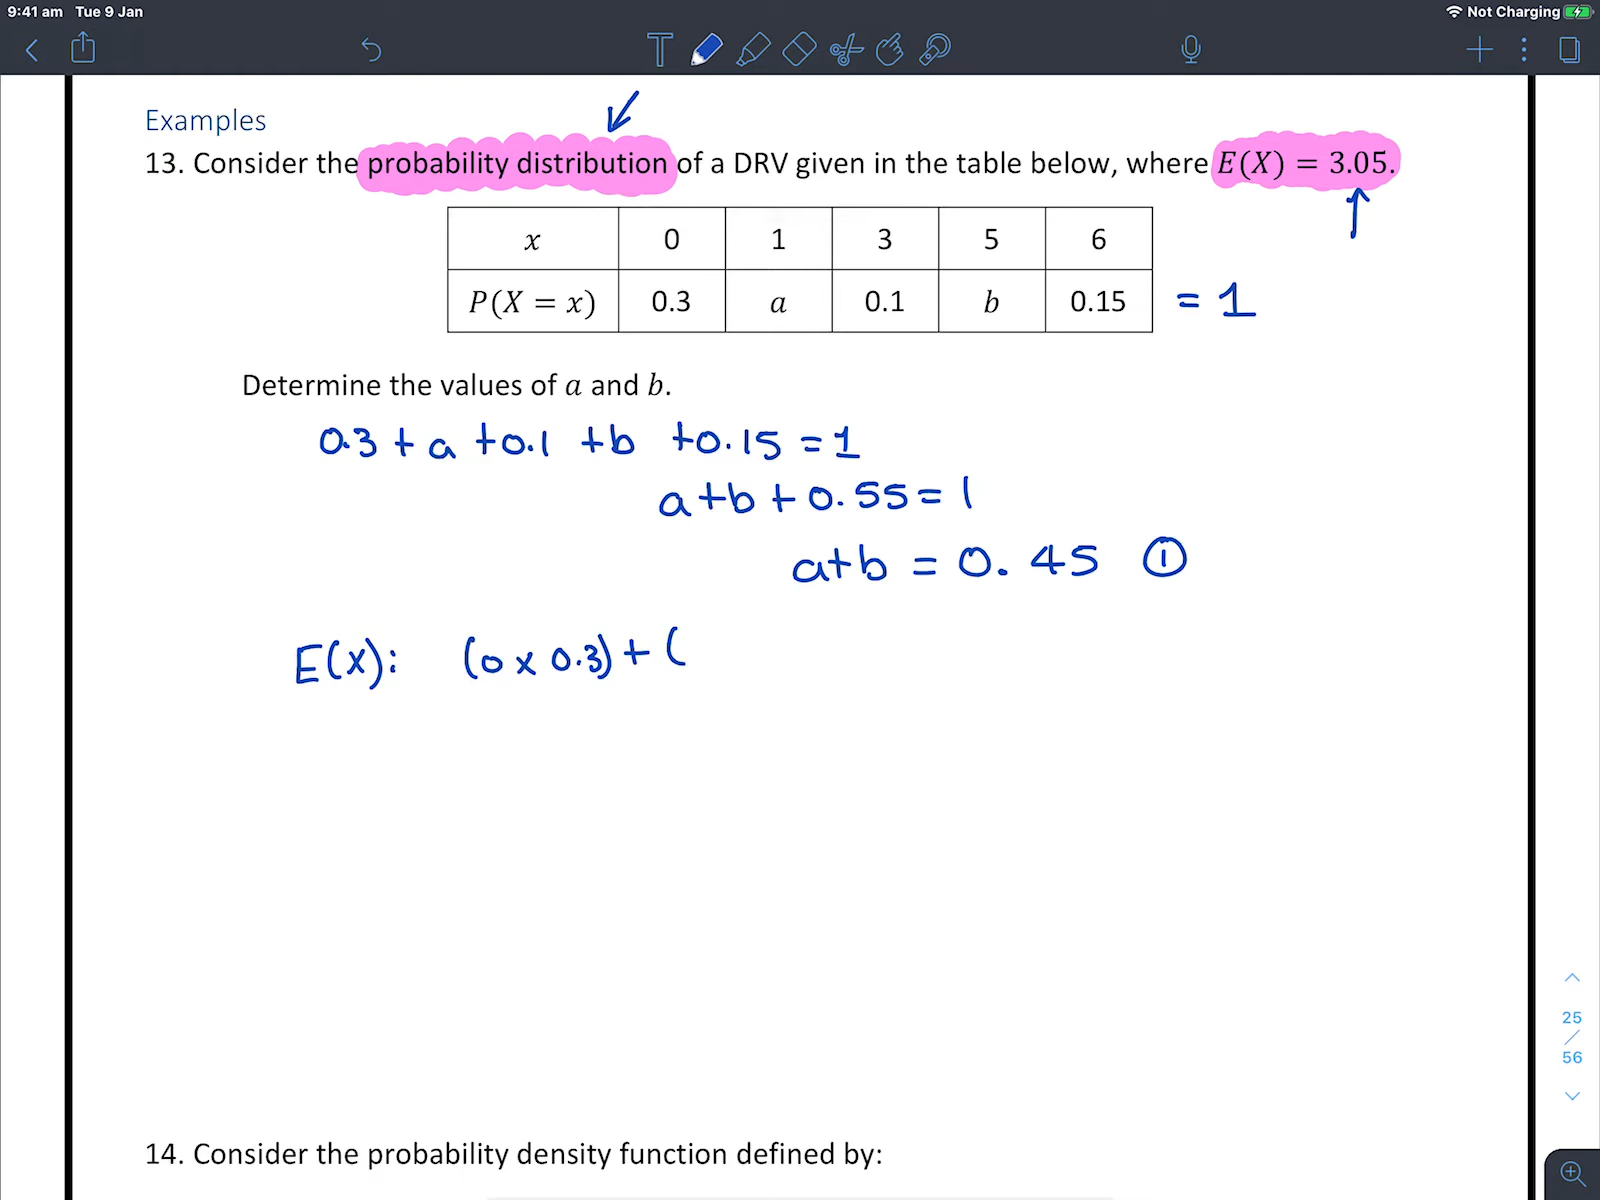 9:41 am Tue 9 Jan
Not Charging
Examples
13. Consider the probability distribution of a DRV given in the table below, where E(X) = 3.05.
x 0 1 3 5 6
P(X = x) 0.3 a 0.1 b 0.15 = 1
Determine the values of a and b.
0.3 + a + 0.1 + b + 0.15 = 1
a + b + 0.55 = 1
a + b = 0.45 ①
E(X): (0 × 0.3) + (
25
/
56
14. Consider the probability density function defined by: